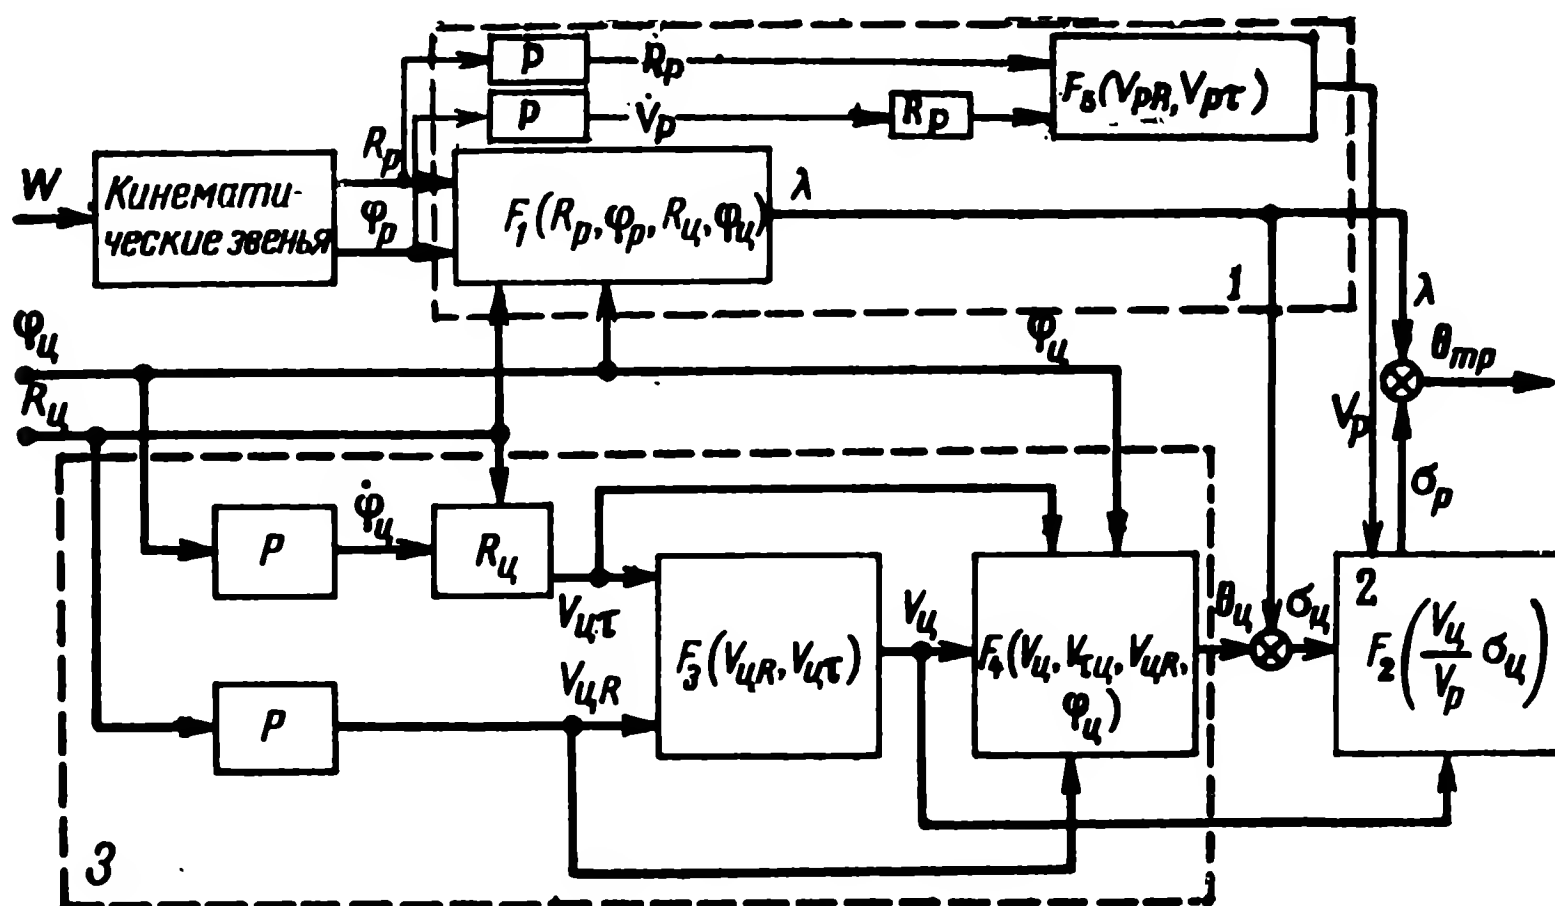 p
Ṙ_p
F_5(V_pR, V_pτ)
p
V̇_p
R_p
W
Кинемати-
ческие звенья
R_p
φ_p
F_1(R_p, φ_p, R_ц, φ_ц)
λ
1
λ
φ_ц
φ_ц
θ_тр
R_ц
V_p
σ_p
P
φ̇_ц
R_ц
V_цτ
F_3(V_цR, V_цτ)
V_ц
F_4(V_ц, V_τц, V_цR,
φ_ц)
θ_ц
σ_ц
2
F_2(V_ц/V_p σ_ц)
P
V_цR
3